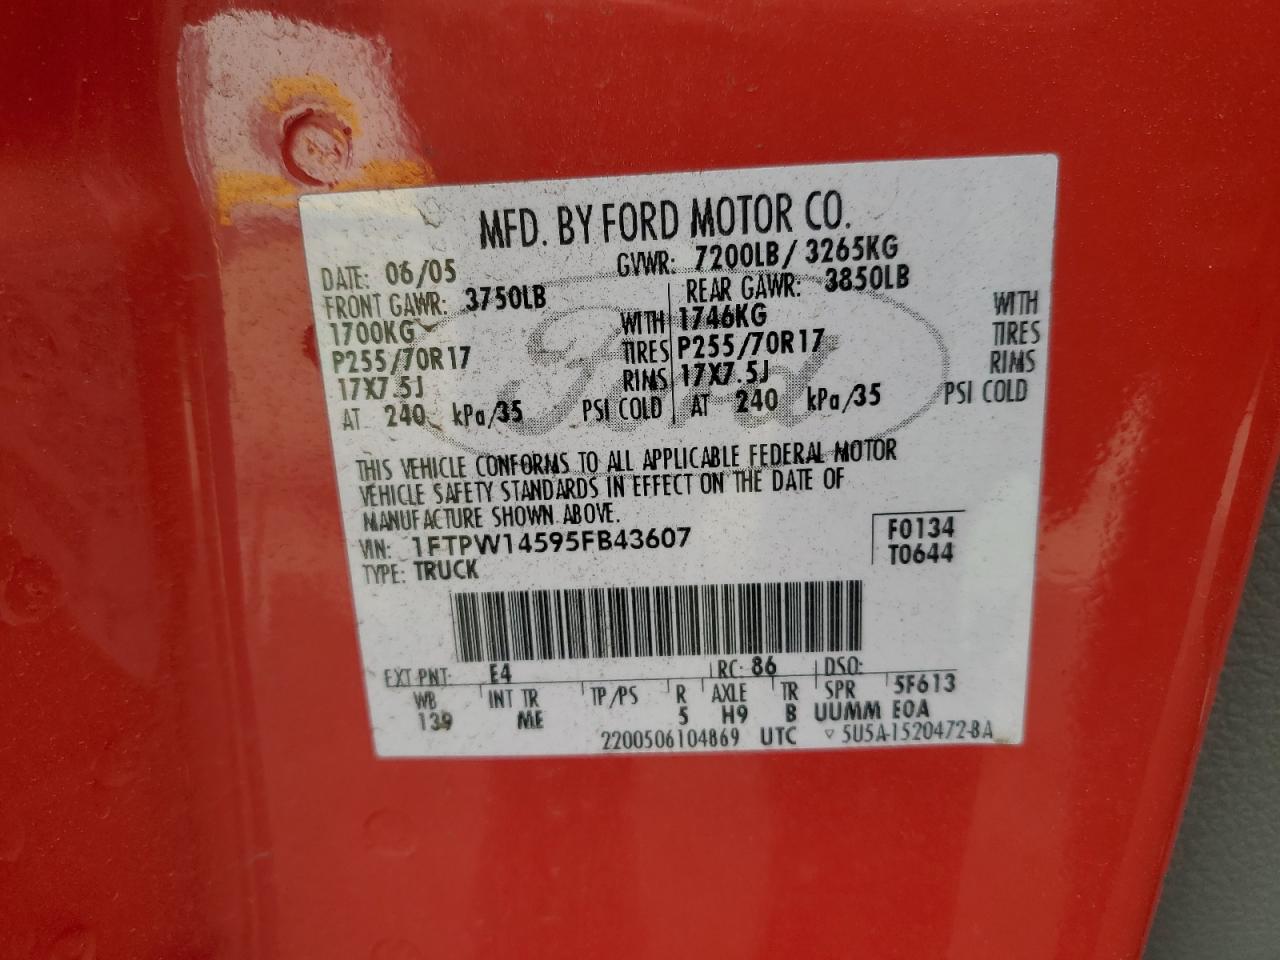 MFD. BY FORD MOTOR CO.
DATE: 06/05 GVWR: 7200LB/ 3265KG
FRONT GAWR: 3750LB REAR GAWR: 3850LB
1700KG WITH 1746KG WITH
P255/70R17 TIRES P255/70R17 TIRES
17X7.5J RIMS 17X7.5J RIMS
AT 240 kPa/35 PSI COLD AT 240 kPa/35 PSI COLD
Ford
THIS VEHICLE CONFORMS TO ALL APPLICABLE FEDERAL MOTOR
VEHICLE SAFETY STANDARDS IN EFFECT ON THE DATE OF
MANUFACTURE SHOWN ABOVE.
VIN: 1FTPW14595FB43607 F0134
TYPE: TRUCK T0644
EXT PNT: E4 RC: 86 DSO:
WB INT TR TP/PS R AXLE TR SPR 5F613
139 ME 5 H9 B UUMM EOA
2200506104869 UTC ▽ 5U5A-1520472-BA